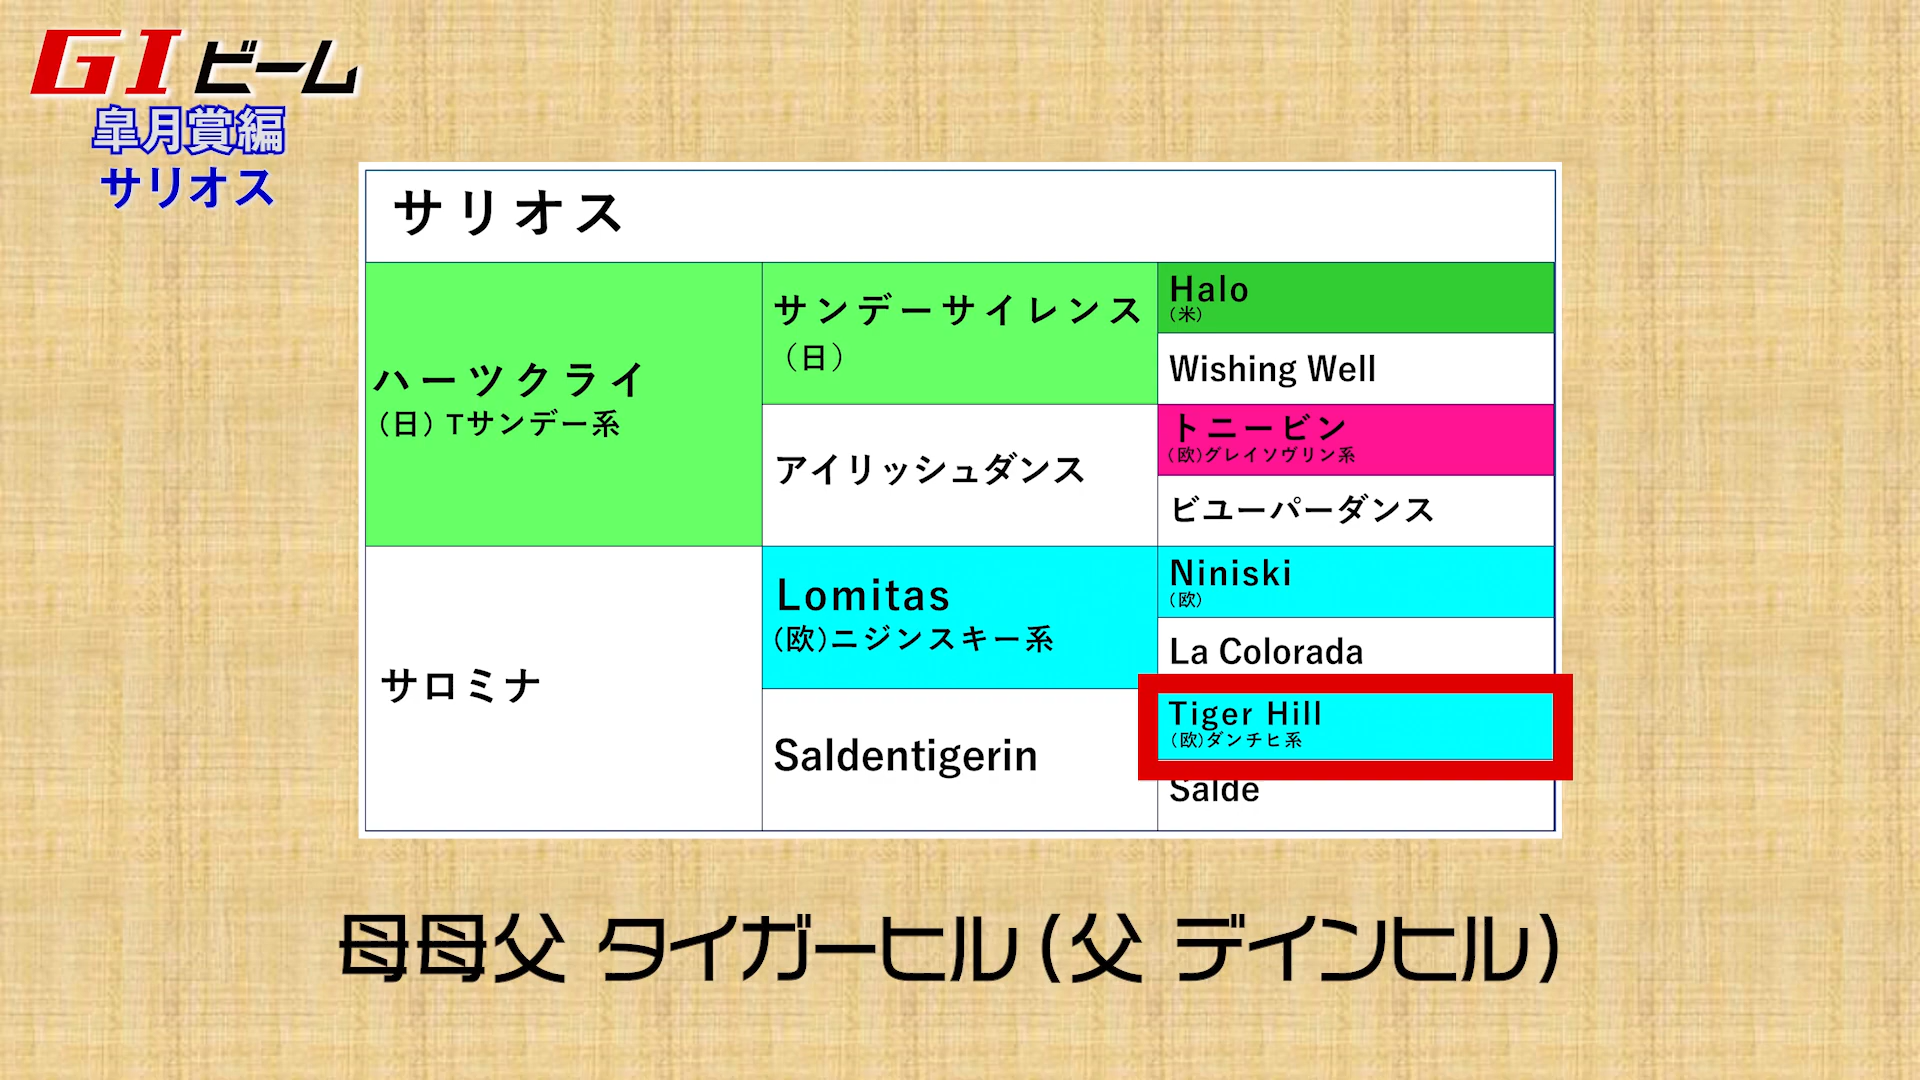 GIビーム
皐月賞編
サリオス
サリオス
ハーツクライ
(日) Tサンデー系
サンデーサイレンス
(日)
アイリッシュダンス
Halo
(米)
Wishing Well
トニービン
(欧)グレイソヴリン系
ビユーパーダンス
サロミナ
Lomitas
(欧)ニジンスキー系
Saldentigerin
Niniski
(欧)
La Colorada
Tiger Hill
(欧)ダンチヒ系
Salde
母母父 タイガーヒル(父 デインヒル)